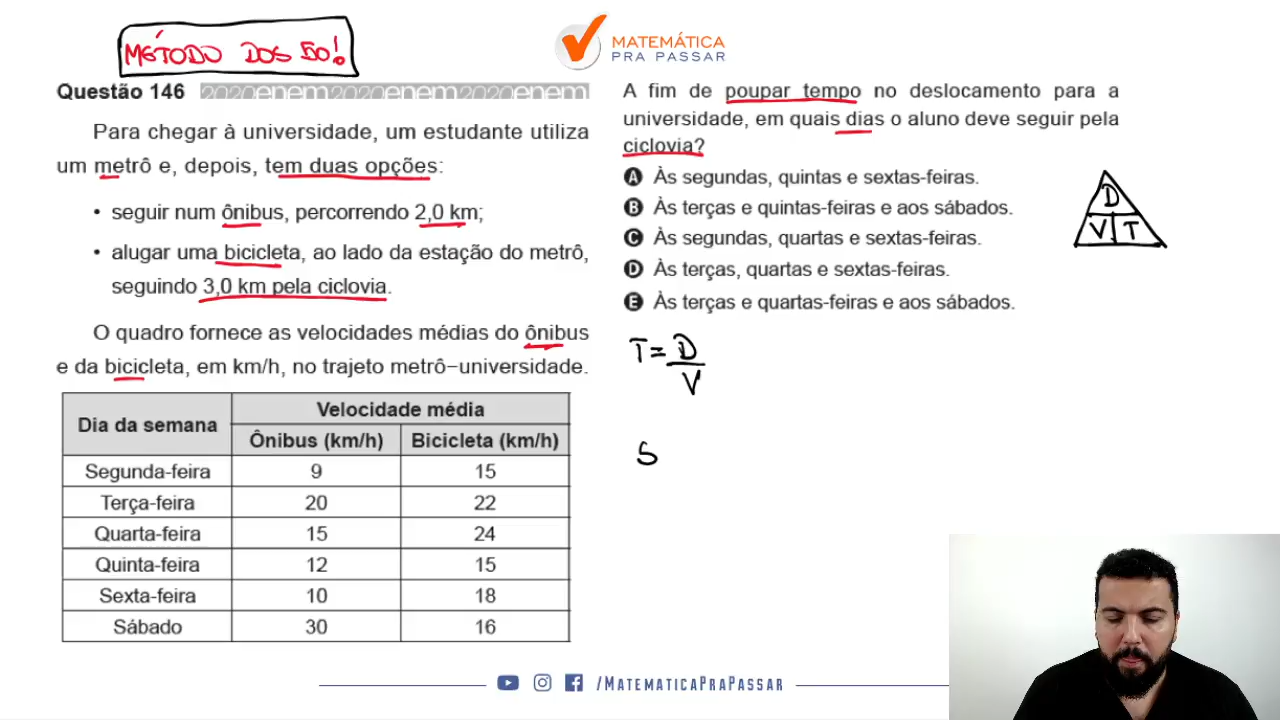 MÉTODO DOS 50!
MATEMÁTICA
PRA PASSAR
Questão 146
2020enem2020enem2020enem
Para chegar à universidade, um estudante utiliza
um metrô e, depois, tem duas opções:
• seguir num ônibus, percorrendo 2,0 km;
• alugar uma bicicleta, ao lado da estação do metrô,
seguindo 3,0 km pela ciclovia.
O quadro fornece as velocidades médias do ônibus
e da bicicleta, em km/h, no trajeto metrô−universidade.
Dia da semana
Velocidade média
Ônibus (km/h) Bicicleta (km/h)
Segunda-feira 9 15
Terça-feira 20 22
Quarta-feira 15 24
Quinta-feira 12 15
Sexta-feira 10 18
Sábado 30 16
A fim de poupar tempo no deslocamento para a
universidade, em quais dias o aluno deve seguir pela
ciclovia?
A Às segundas, quintas e sextas-feiras.
B Às terças e quintas-feiras e aos sábados.
C Às segundas, quartas e sextas-feiras.
D Às terças, quartas e sextas-feiras.
E Às terças e quartas-feiras e aos sábados.
D
V T
T = D
V
S
/MATEMATICAPRAPASSAR